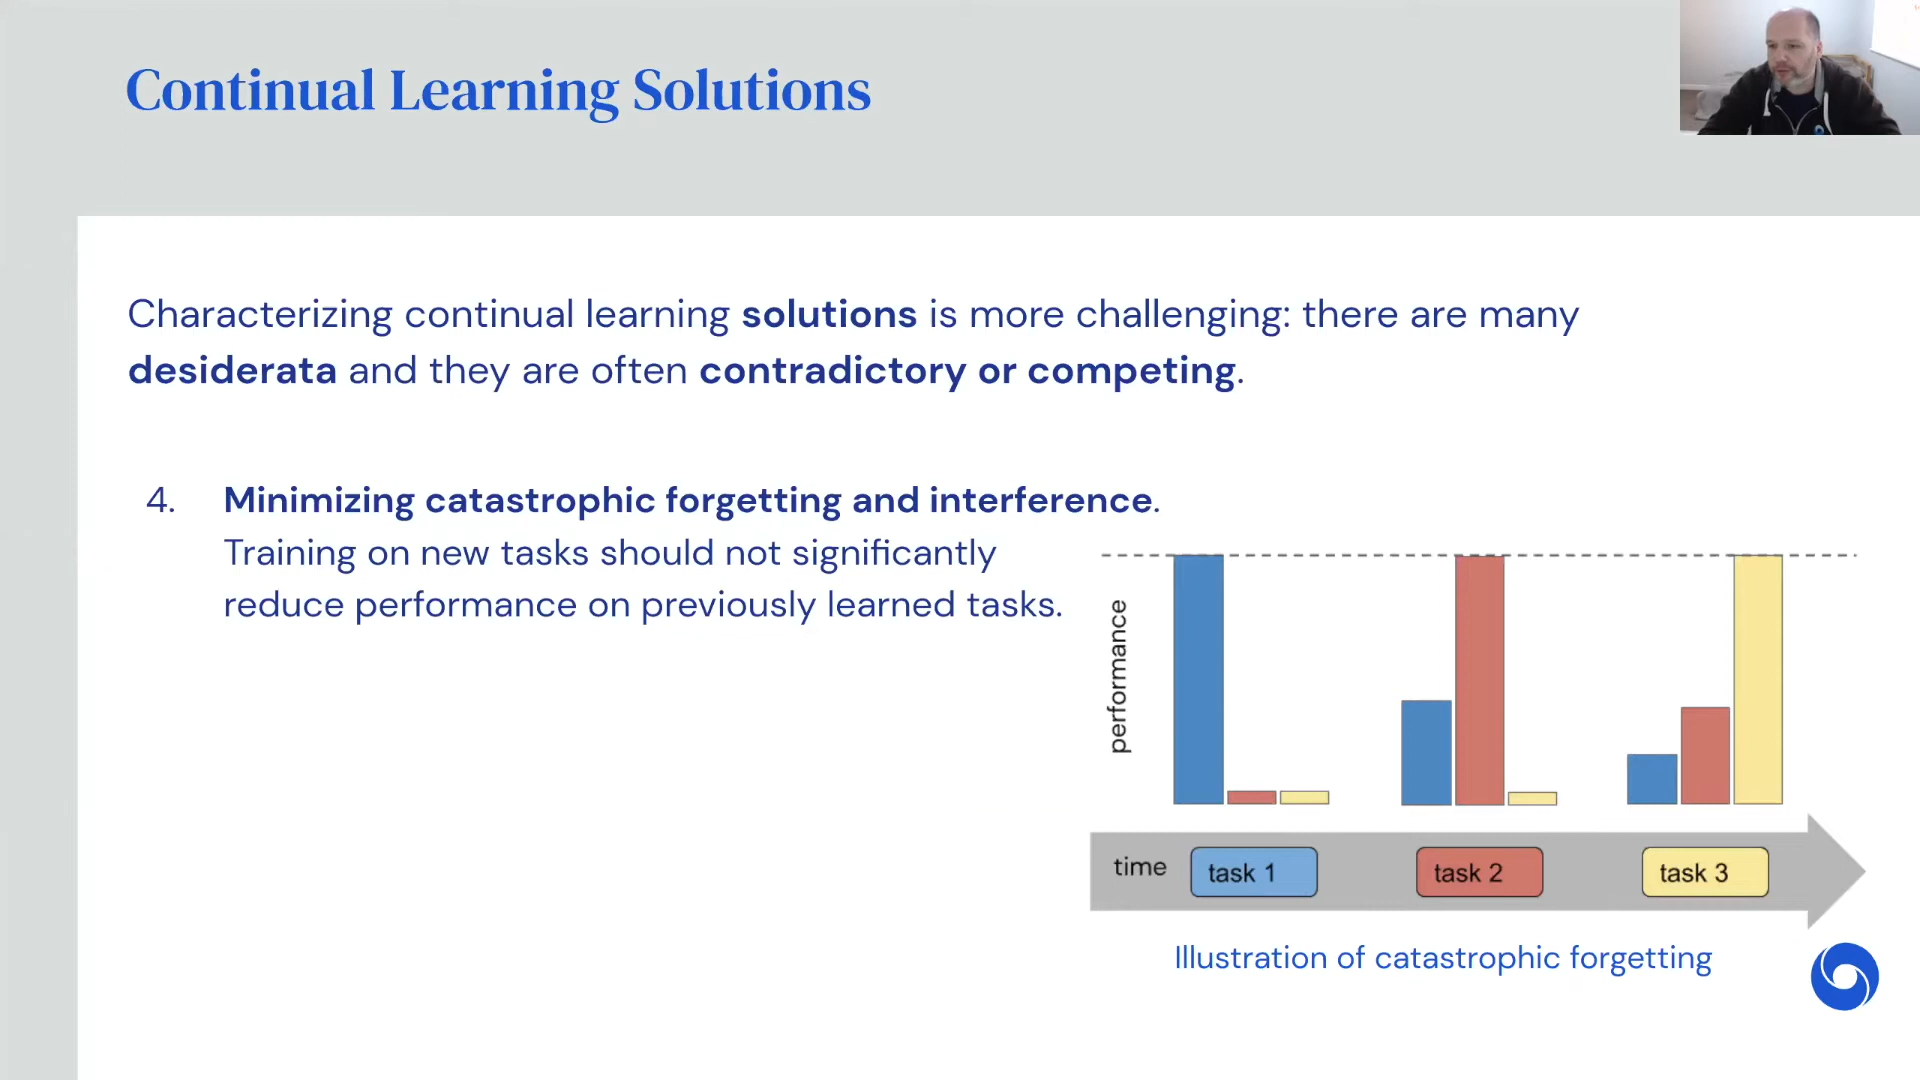 Continual Learning Solutions
Characterizing continual learning solutions is more challenging: there are many
desiderata and they are often contradictory or competing.
4. Minimizing catastrophic forgetting and interference.
Training on new tasks should not significantly
reduce performance on previously learned tasks.
performance
time task 1 task 2 task 3
Illustration of catastrophic forgetting